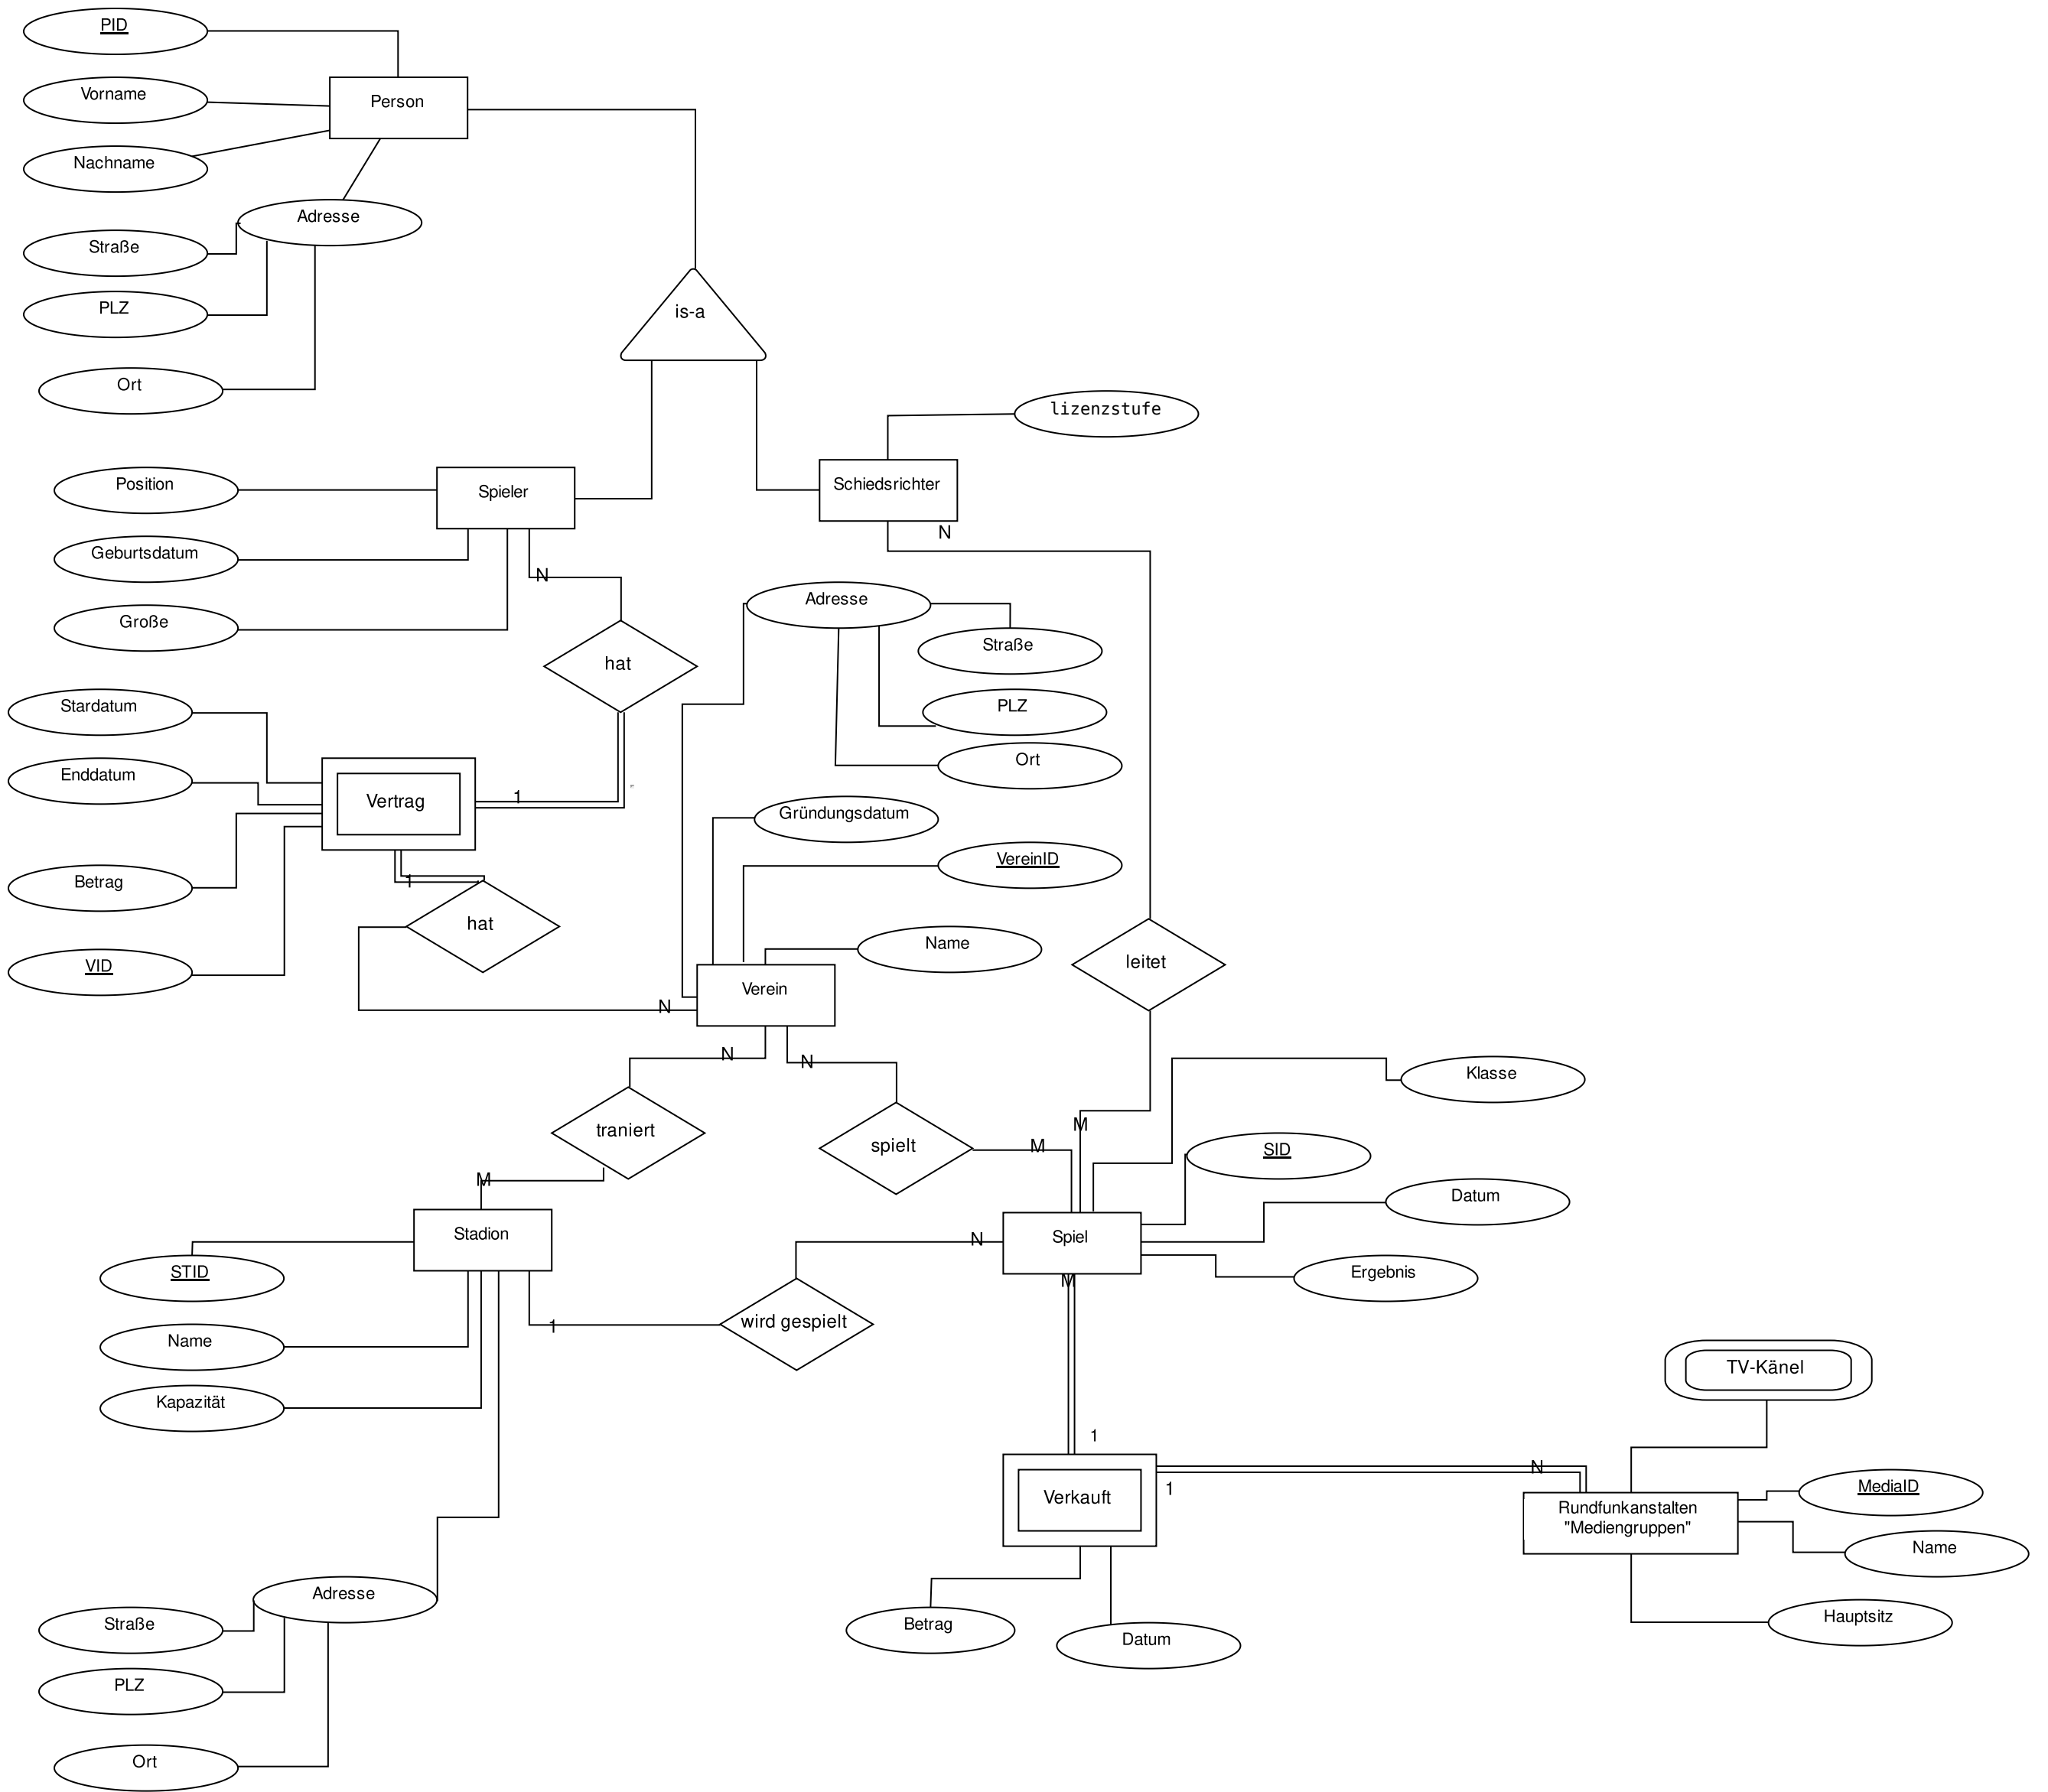 PID
Vorname
Person
Nachname
Adresse
Straße
PLZ
is-a
Ort
lizenzstufe
Position
Spieler
Schiedsrichter
N
Geburtsdatum
N
Große
Adresse
hat
Straße
Stardatum
PLZ
Enddatum
Ort
1
Vertrag
Gründungsdatum
VereinID
Betrag
1
hat
Name
VID
leitet
Verein
N
N
N
Klasse
M
traniert
spielt
M
SID
M
Datum
Stadion
Spiel
N
STID
Ergebnis
M
Name
1
wird gespielt
TV-Känel
Kapazität
1
N
1
MediaID
Verkauft
Rundfunkanstalten
"Mediengruppen"
Name
Adresse
Straße
Betrag
Datum
Hauptsitz
PLZ
Ort